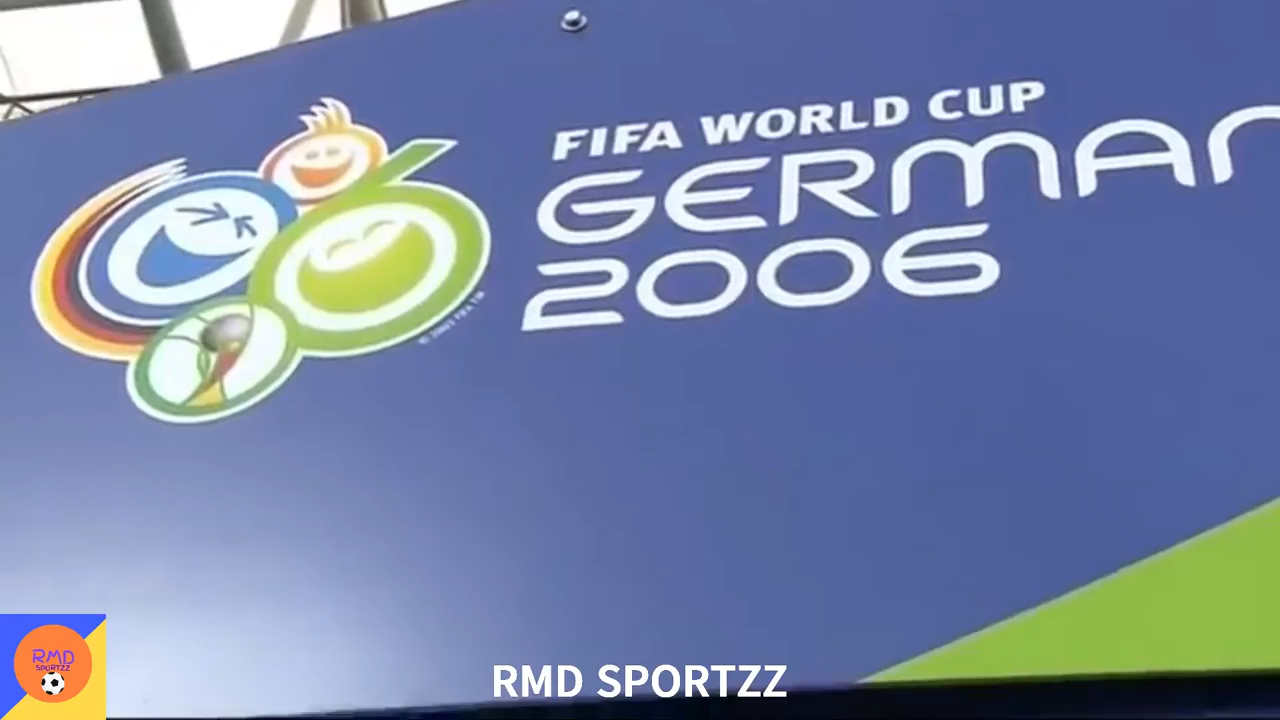 FIFA WORLD CUP
GERMAN
2006
RMD
SPORTZZ
RMD SPORTZZ